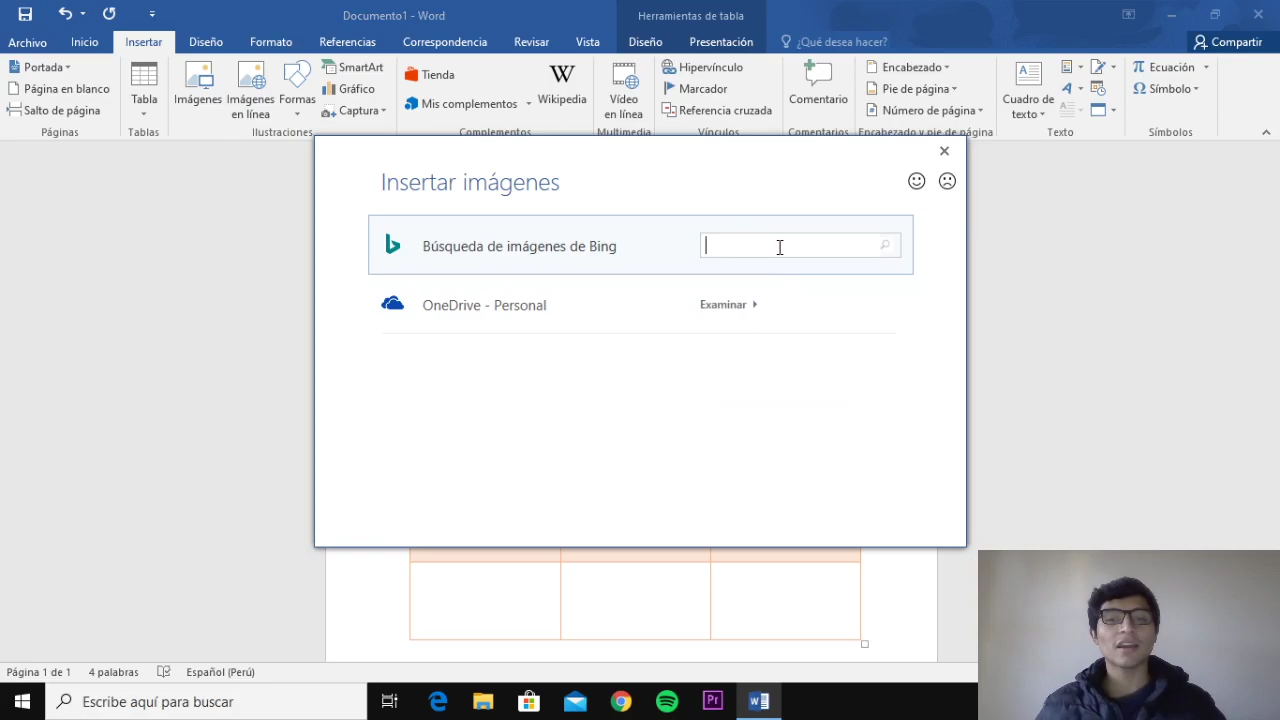 Documento1 - Word
Herramientas de tabla
Archivo Inicio Insertar Diseño Formato Referencias Correspondencia Revisar Vista Diseño Presentación ¿Qué desea hacer? Compartir
Portada
Página en blanco
Salto de página
Páginas
Tabla
Tablas
Imágenes
Imágenes
en línea
Formas
SmartArt
Gráfico
Captura
Ilustraciones
Tienda
Mis complementos
W
Wikipedia
Complementos
Vídeo
en línea
Multimedia
Hipervínculo
Marcador
Referencia cruzada
Vínculos
Comentario
Comentarios
Encabezado
Pie de página
Número de página
Encabezado y pie de página
Cuadro de
texto
Texto
π Ecuación
Ω Símbolo
Símbolos
Insertar imágenes
Búsqueda de imágenes de Bing
OneDrive - Personal
Examinar
Página 1 de 1 4 palabras Español (Perú)
Escribe aquí para buscar
Pr